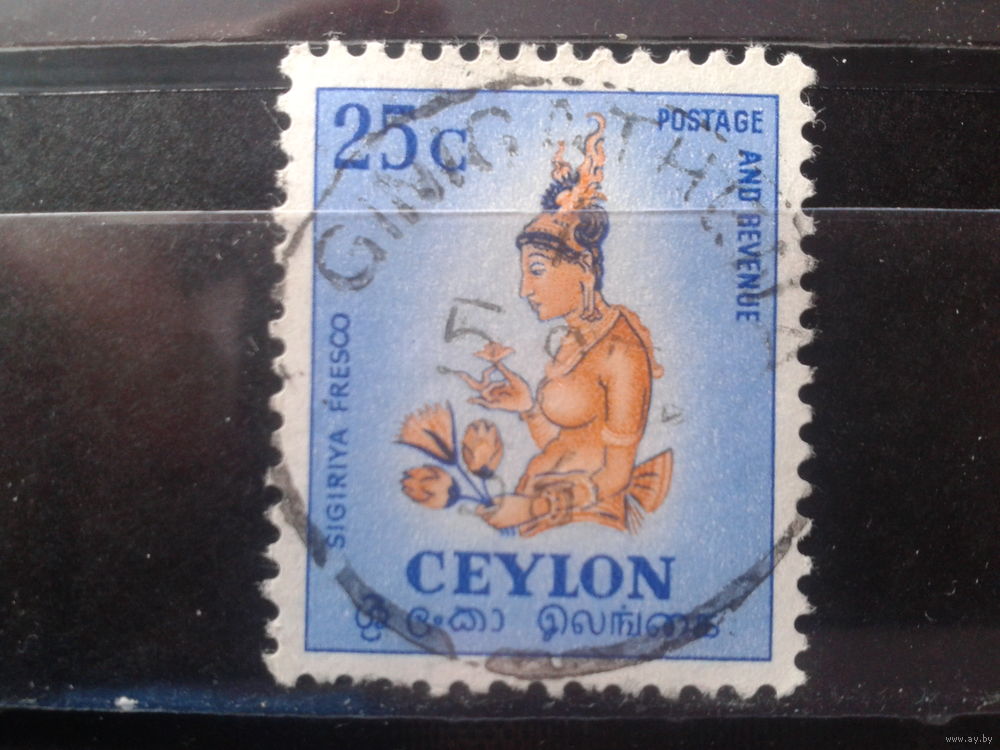 25c
POSTAGE AND REVENUE
SIGIRIYA FRESCO
CEYLON
ශ්‍රී ලංකා இலங்கை
www.ay.by